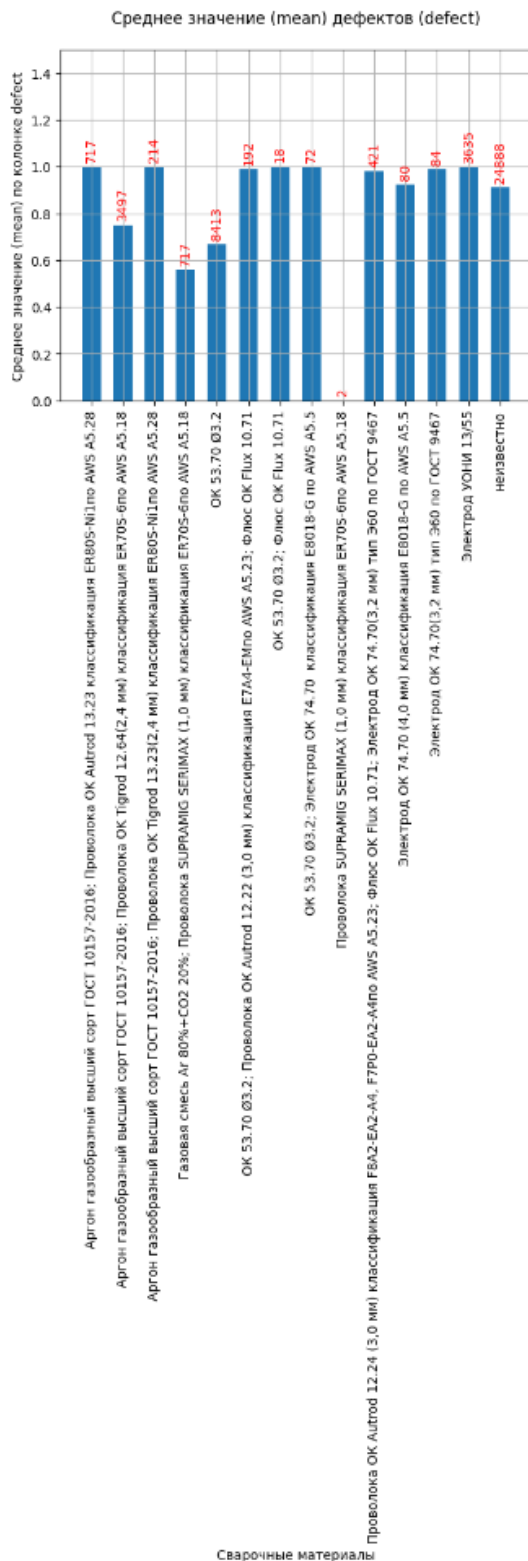 Среднее значение (mean) дефектов (defect)
Среднее значение (mean) по колонке defect
1.4
1.2
1.0
0.8
0.6
0.4
0.2
0.0
717
3497
214
717
8413
192
18
72
2
421
80
84
3635
24888
Аргон газообразный высший сорт ГОСТ 10157-2016; Проволока OK Autrod 13.23 классификация ER80S-Ni1по AWS A5.28
Аргон газообразный высший сорт ГОСТ 10157-2016; Проволока OK Tigrod 12.64(2,4 мм) классификация ER70S-6по AWS A5.18
Аргон газообразный высший сорт ГОСТ 10157-2016; Проволока OK Tigrod 13.23(2,4 мм) классификация ER80S-Ni1по AWS A5.28
Газовая смесь Ar 80%+CO2 20%; Проволока SUPRAMIG SERIMAX (1,0 мм) классификация ER70S-6по AWS A5.18
ОК 53.70 Ø3.2
ОК 53.70 Ø3.2; Проволока OK Autrod 12.22 (3,0 мм) классификация E7A4-EMпо AWS A5.23; Флюс OK Flux 10.71
ОК 53.70 Ø3.2; Флюс OK Flux 10.71
ОК 53.70 Ø3.2; Электрод ОК 74.70 классификация E8018-G по AWS A5.5
Проволока SUPRAMIG SERIMAX (1,0 мм) классификация ER70S-6по AWS A5.18
Проволока OK Autrod 12.24 (3,0 мм) классификация F8A2-EA2-A4, F7P0-EA2-A4по AWS A5.23; Флюс OK Flux 10.71; Электрод ОК 74.70(3,2 мм) тип Э60 по ГОСТ 9467
Электрод ОК 74.70 (4,0 мм) классификация E8018-G по AWS A5.5
Электрод ОК 74.70(3,2 мм) тип Э60 по ГОСТ 9467
Электрод УОНИ 13/55
неизвестно
Сварочные материалы